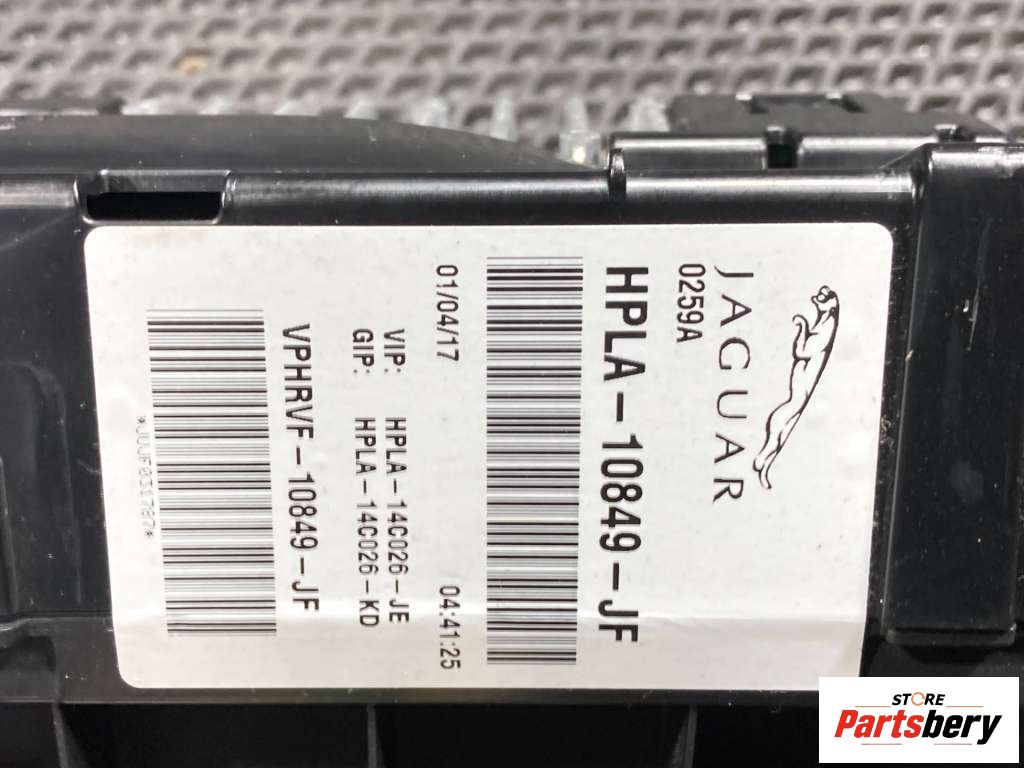 JAGUAR
0259A
HPLA-10849-JF
01/04/17 04:41:25
VIP: HPLA-14C026-JE
GIP: HPLA-14C026-KD
VPHRVF-10849-JF
*JUJF031787*
STORE
Partsbery